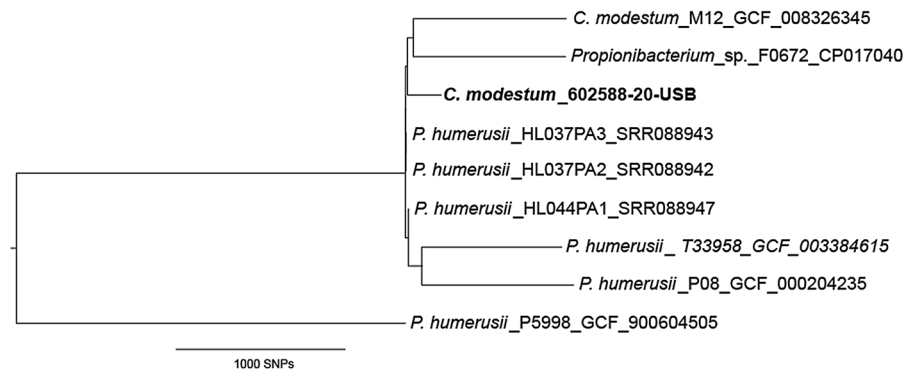 C. modestum_M12_GCF_008326345
Propionibacterium_sp._F0672_CP017040
C. modestum_602588-20-USB
P. humerusii_HL037PA3_SRR088943
P. humerusii_HL037PA2_SRR088942
P. humerusii_HL044PA1_SRR088947
P. humerusii_ T33958_GCF_003384615
P. humerusii_P08_GCF_000204235
P. humerusii_P5998_GCF_900604505
1000 SNPs